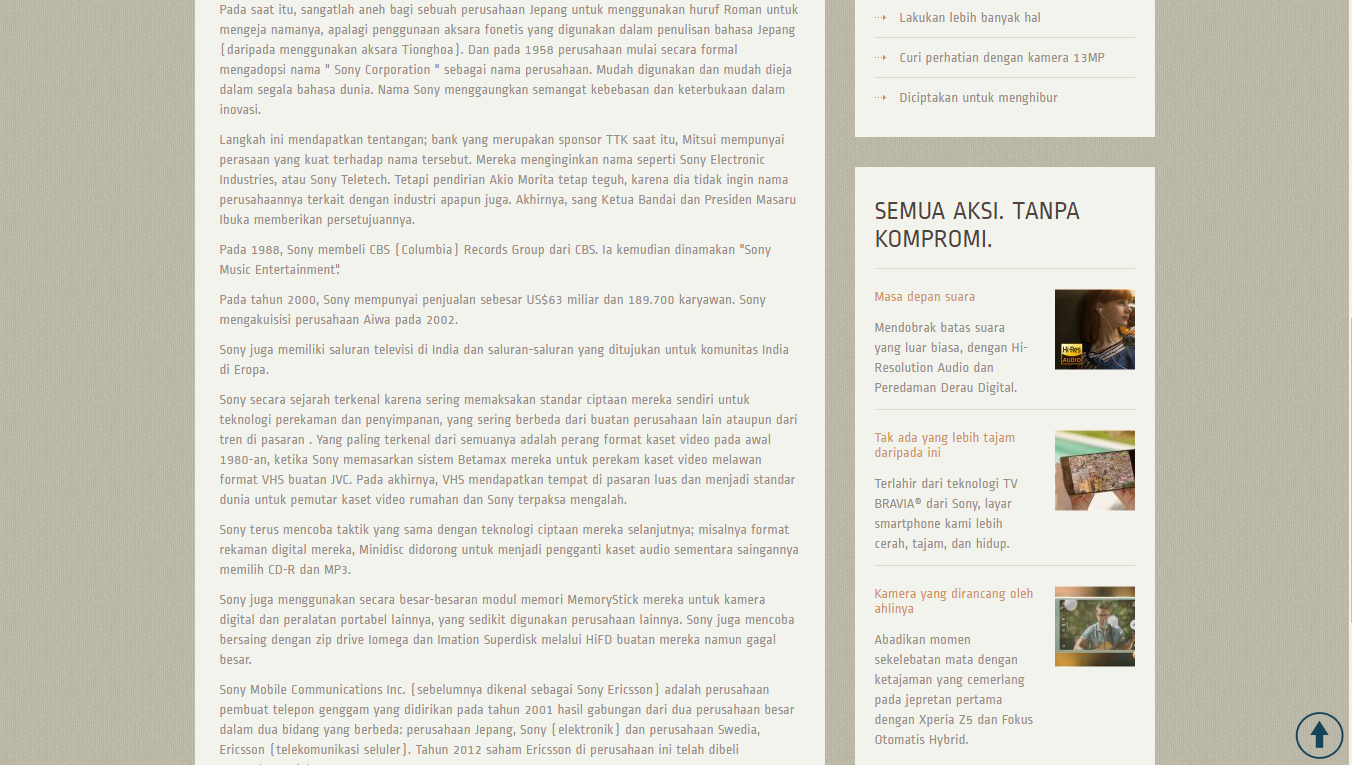 Pada saat itu, sangatlah aneh bagi sebuah perusahaan Jepang untuk menggunakan huruf Roman untuk
mengeja namanya, apalagi penggunaan aksara fonetis yang digunakan dalam penulisan bahasa Jepang
(daripada menggunakan aksara Tionghoa). Dan pada 1958 perusahaan mulai secara formal
mengadopsi nama " Sony Corporation " sebagai nama perusahaan. Mudah digunakan dan mudah dieja
dalam segala bahasa dunia. Nama Sony menggaungkan semangat kebebasan dan keterbukaan dalam
inovasi.
Langkah ini mendapatkan tentangan; bank yang merupakan sponsor TTK saat itu, Mitsui mempunyai
perasaan yang kuat terhadap nama tersebut. Mereka menginginkan nama seperti Sony Electronic
Industries, atau Sony Teletech. Tetapi pendirian Akio Morita tetap teguh, karena dia tidak ingin nama
perusahaannya terkait dengan industri apapun juga. Akhirnya, sang Ketua Bandai dan Presiden Masaru
Ibuka memberikan persetujuannya.
Pada 1988, Sony membeli CBS (Columbia) Records Group dari CBS. Ia kemudian dinamakan "Sony
Music Entertainment".
Pada tahun 2000, Sony mempunyai penjualan sebesar US$63 miliar dan 189.700 karyawan. Sony
mengakuisisi perusahaan Aiwa pada 2002.
Sony juga memiliki saluran televisi di India dan saluran-saluran yang ditujukan untuk komunitas India
di Eropa.
Sony secara sejarah terkenal karena sering memaksakan standar ciptaan mereka sendiri untuk
teknologi perekaman dan penyimpanan, yang sering berbeda dari buatan perusahaan lain ataupun dari
tren di pasaran . Yang paling terkenal dari semuanya adalah perang format kaset video pada awal
1980-an, ketika Sony memasarkan sistem Betamax mereka untuk perekam kaset video melawan
format VHS buatan JVC. Pada akhirnya, VHS mendapatkan tempat di pasaran luas dan menjadi standar
dunia untuk pemutar kaset video rumahan dan Sony terpaksa mengalah.
Sony terus mencoba taktik yang sama dengan teknologi ciptaan mereka selanjutnya; misalnya format
rekaman digital mereka, Minidisc didorong untuk menjadi pengganti kaset audio sementara saingannya
memilih CD-R dan MP3.
Sony juga menggunakan secara besar-besaran modul memori MemoryStick mereka untuk kamera
digital dan peralatan portabel lainnya, yang sedikit digunakan perusahaan lainnya. Sony juga mencoba
bersaing dengan zip drive Iomega dan Imation Superdisk melalui HiFD buatan mereka namun gagal
besar.
Sony Mobile Communications Inc. (sebelumnya dikenal sebagai Sony Ericsson) adalah perusahaan
pembuat telepon genggam yang didirikan pada tahun 2001 hasil gabungan dari dua perusahaan besar
dalam dua bidang yang berbeda: perusahaan Jepang, Sony (elektronik) dan perusahaan Swedia,
Ericsson (telekomunikasi seluler). Tahun 2012 saham Ericsson di perusahaan ini telah dibeli
Lakukan lebih banyak hal
Curi perhatian dengan kamera 13MP
Diciptakan untuk menghibur
SEMUA AKSI. TANPA
KOMPROMI.
Masa depan suara
Mendobrak batas suara
yang luar biasa, dengan Hi-
Resolution Audio dan
Peredaman Derau Digital.
Hi-Res
AUDIO
Tak ada yang lebih tajam
daripada ini
Terlahir dari teknologi TV
BRAVIA® dari Sony, layar
smartphone kami lebih
cerah, tajam, dan hidup.
Kamera yang dirancang oleh
ahlinya
Abadikan momen
sekelebatan mata dengan
ketajaman yang cemerlang
pada jepretan pertama
dengan Xperia Z5 dan Fokus
Otomatis Hybrid.